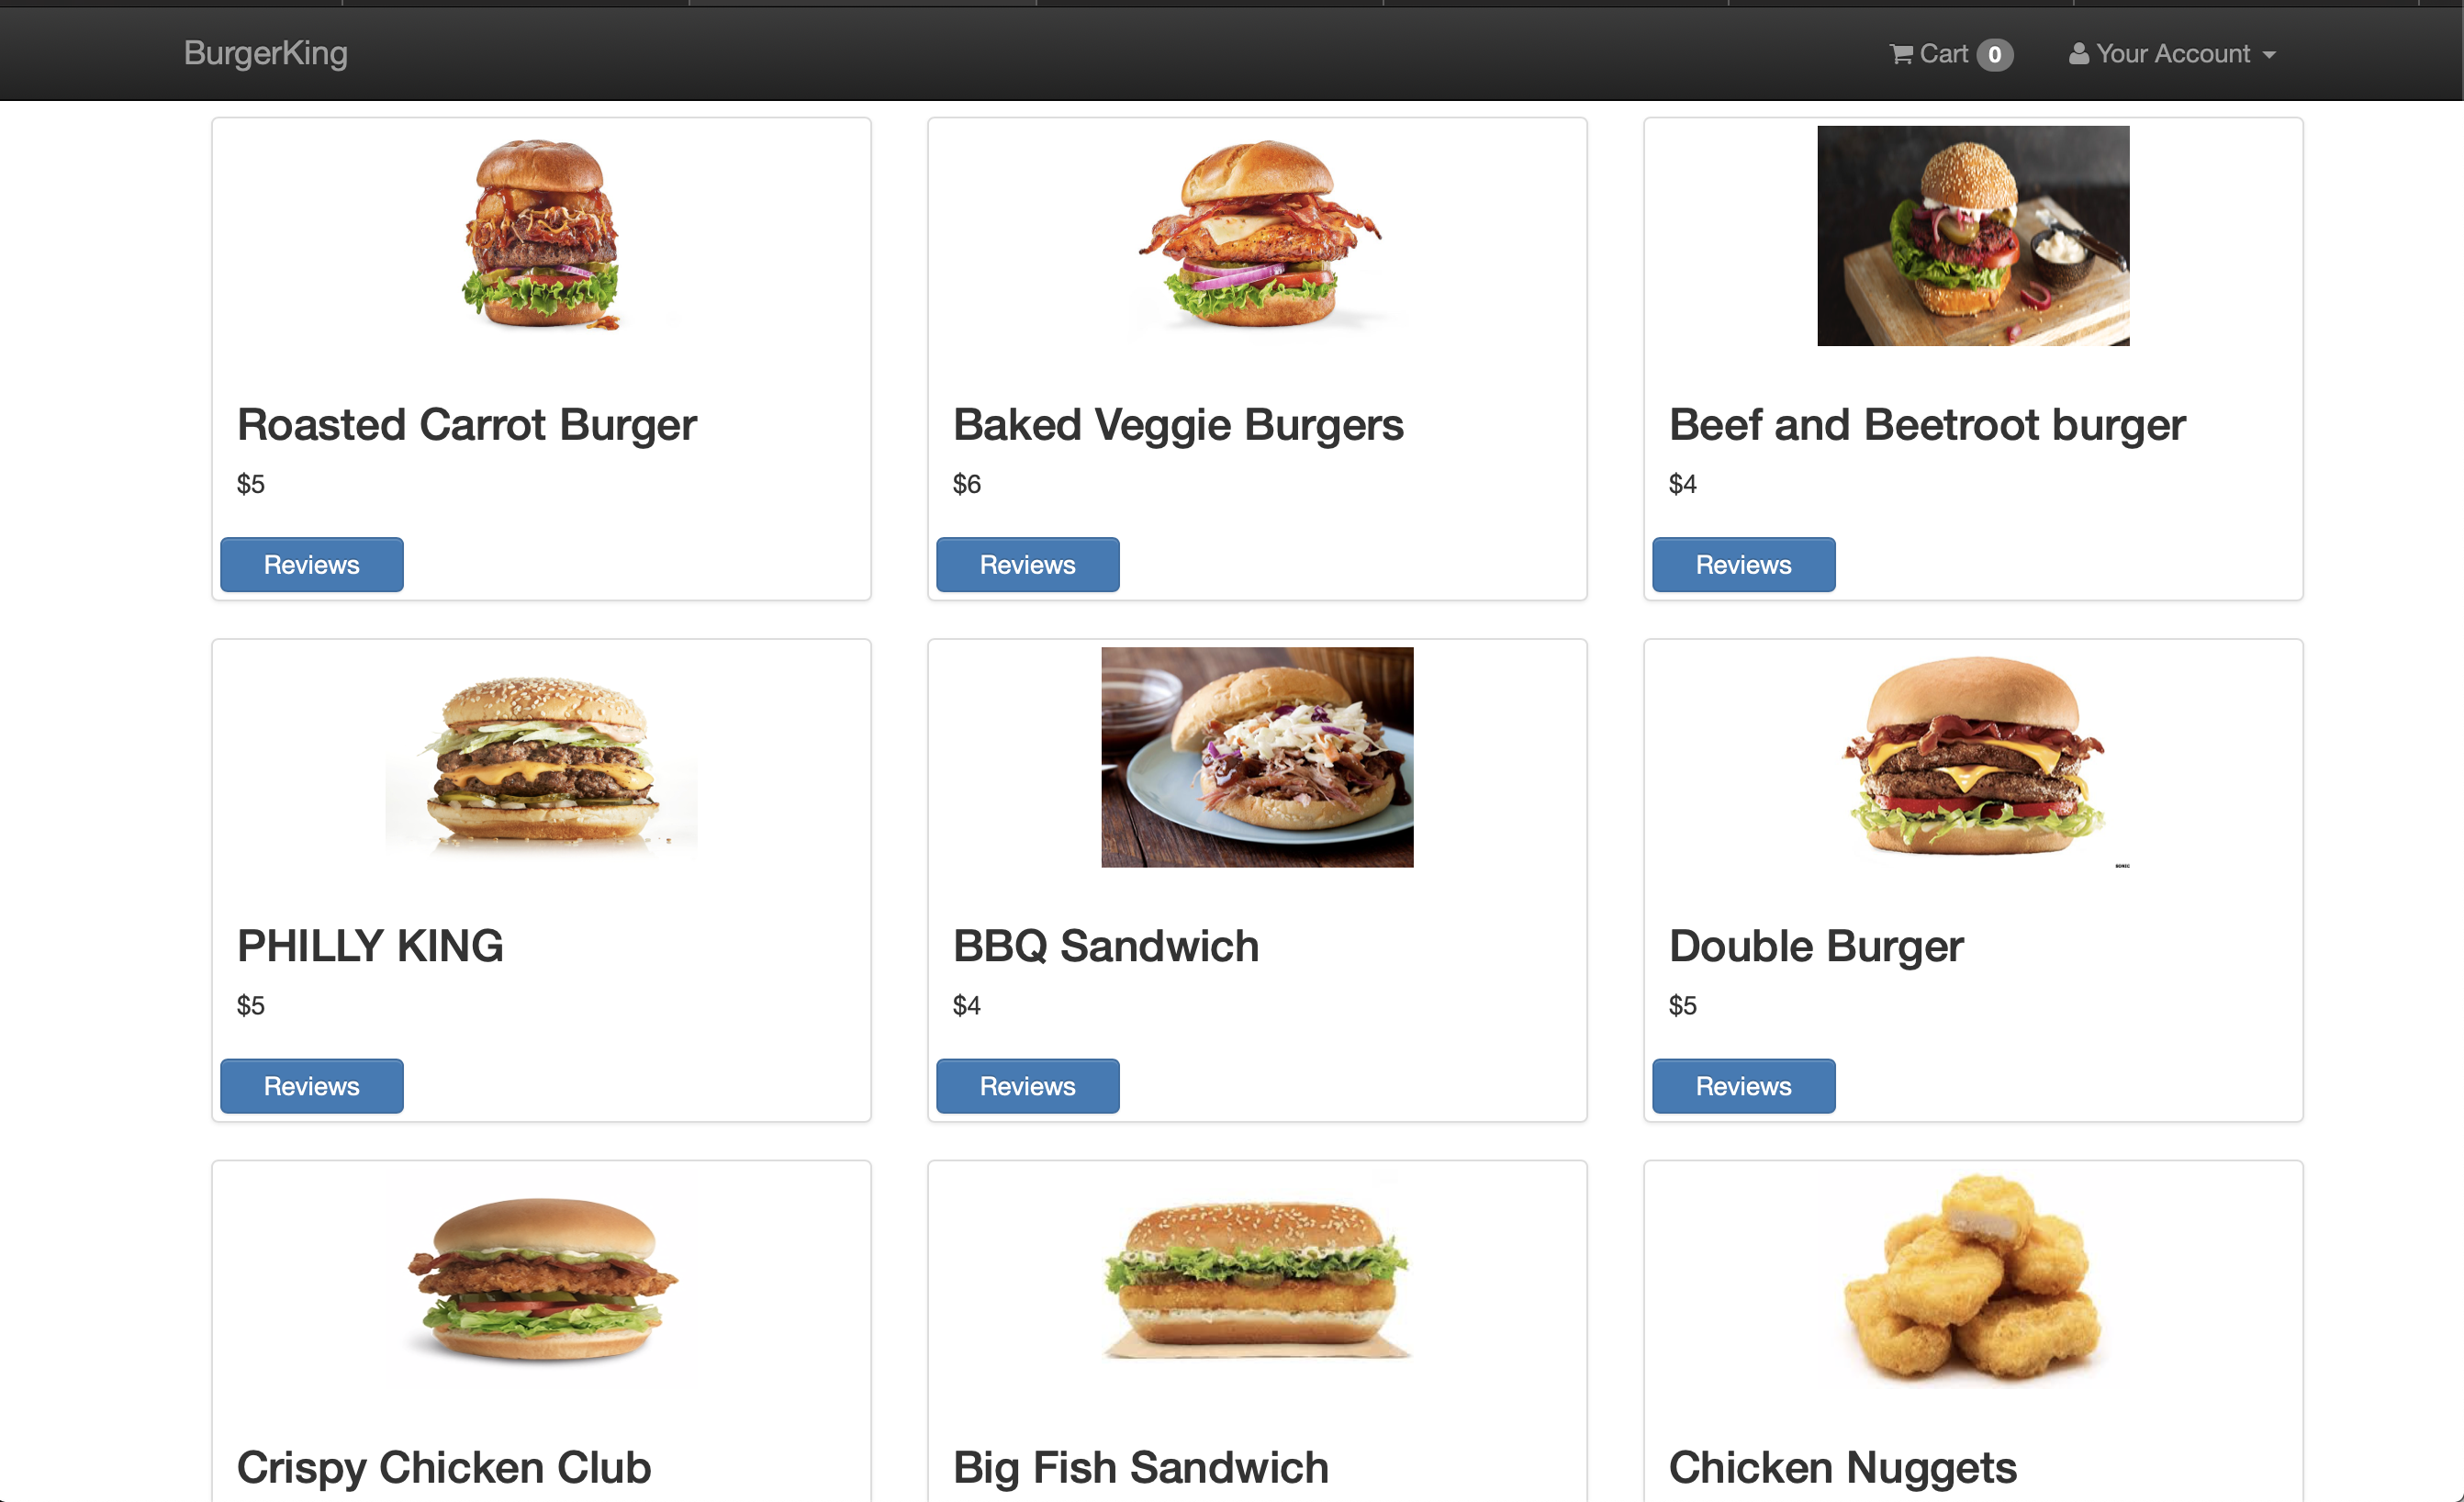 BurgerKing
Cart 0 Your Account
Roasted Carrot Burger
$5
Reviews
Baked Veggie Burgers
$6
Reviews
Beef and Beetroot burger
$4
Reviews
PHILLY KING
$5
Reviews
BBQ Sandwich
$4
Reviews
Double Burger
$5
Reviews
Crispy Chicken Club
Big Fish Sandwich
Chicken Nuggets